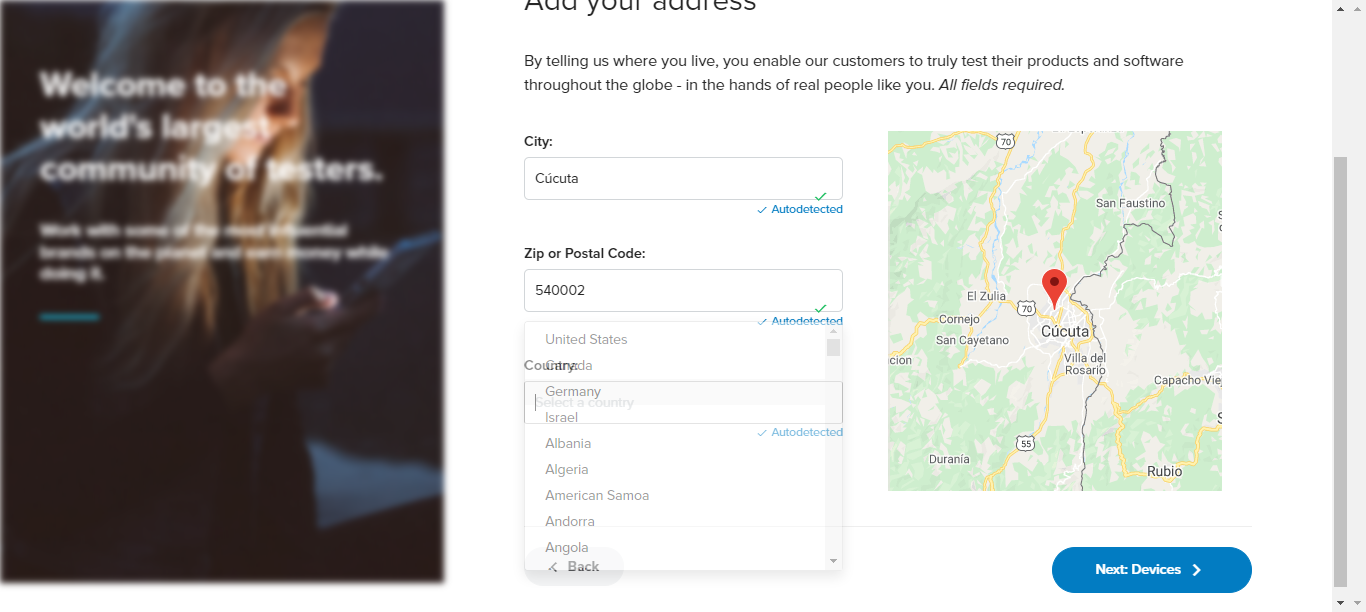 Add your address
Welcome to the
world's largest
community of testers.
Work with some of the most influential
brands on the planet and earn money while
doing it.
By telling us where you live, you enable our customers to truly test their products and software
throughout the globe - in the hands of real people like you. All fields required.
City:
Cúcuta
Autodetected
Zip or Postal Code:
540002
Autodetected
Country:
Select a country
Autodetected
United States
Canada
Germany
Israel
Albania
Algeria
American Samoa
Andorra
Angola
Back
Next: Devices
70
San Faustino
El Zulia
70
Cornejo
Cúcuta
San Cayetano
Villa del
Rosario
cion
Capacho Vie
55
Duranía
Rubio